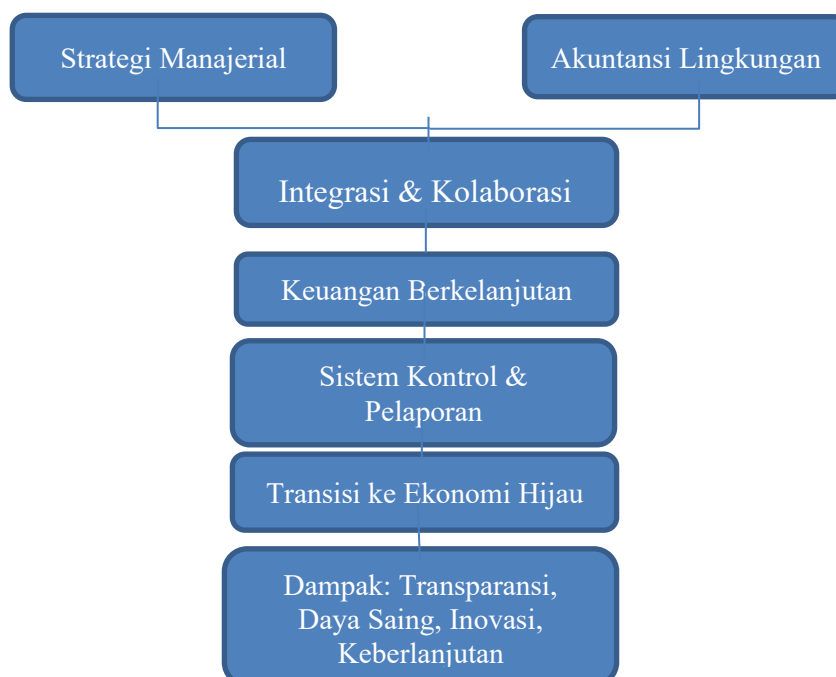 Strategi Manajerial
Akuntansi Lingkungan
Integrasi & Kolaborasi
Keuangan Berkelanjutan
Sistem Kontrol &
Pelaporan
Transisi ke Ekonomi Hijau
Dampak: Transparansi,
Daya Saing, Inovasi,
Keberlanjutan